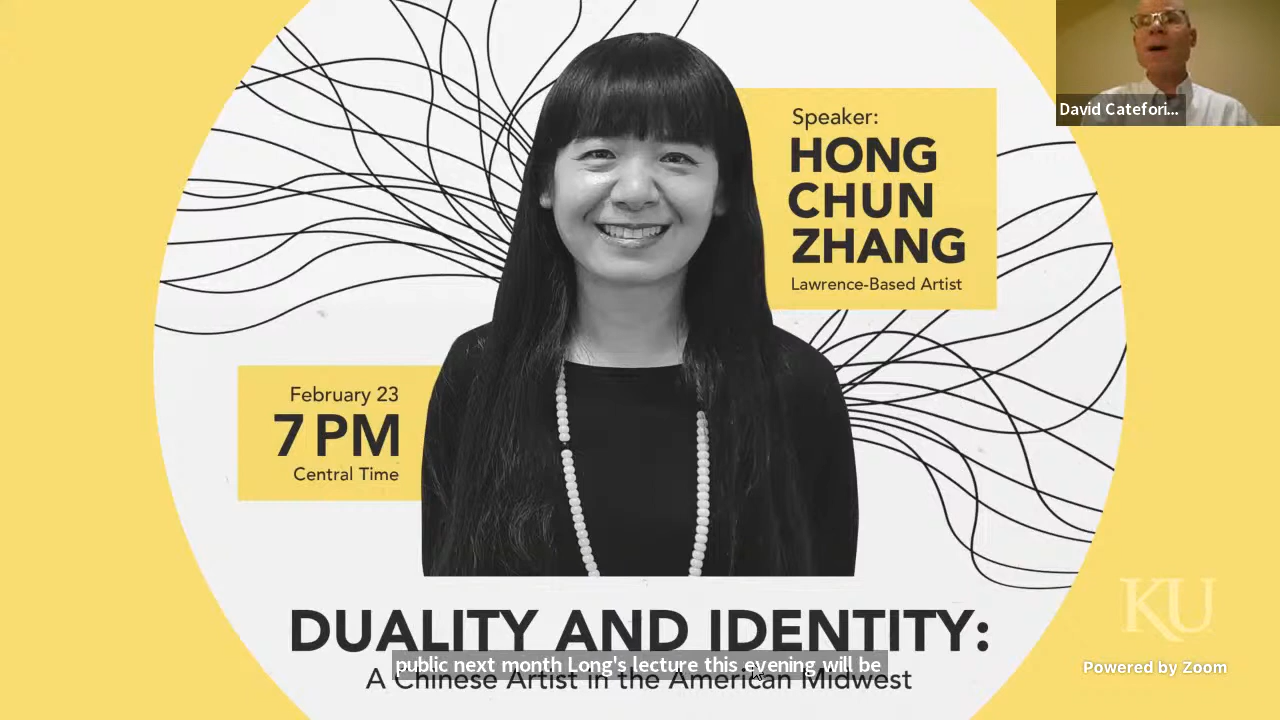 David Catefori...
Speaker:
HONG
CHUN
ZHANG
Lawrence-Based Artist
February 23
7 PM
Central Time
KU
DUALITY AND IDENTITY:
public next month Long's lecture this evening will be
A Chinese Artist in the American Midwest
Powered by Zoom